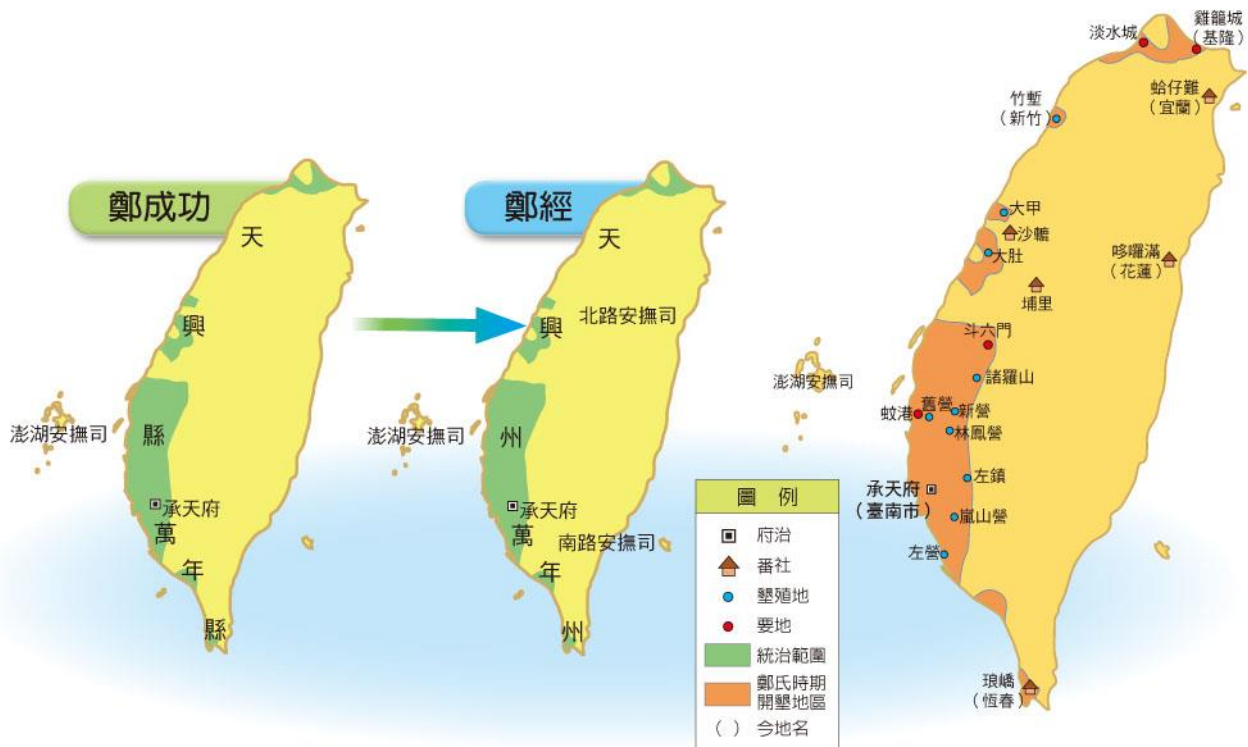 鄭成功
天
興
縣
澎湖安撫司
承天府
萬
年
縣
鄭經
天
北路安撫司
興
州
澎湖安撫司
承天府
萬
南路安撫司
年
州
淡水城
雞籠城
(基隆)
蛤仔難
(宜蘭)
竹塹
(新竹)
大甲
沙轆
大肚
哆囉滿
(花蓮)
埔里
斗六門
澎湖安撫司
諸羅山
蚊港
舊營
新營
林鳳營
左鎮
承天府
(臺南市)
嵐山營
左營
琅嶠
(恆春)
圖 例
府治
番社
墾殖地
要地
統治範圍
鄭氏時期
開墾地區
( ) 今地名